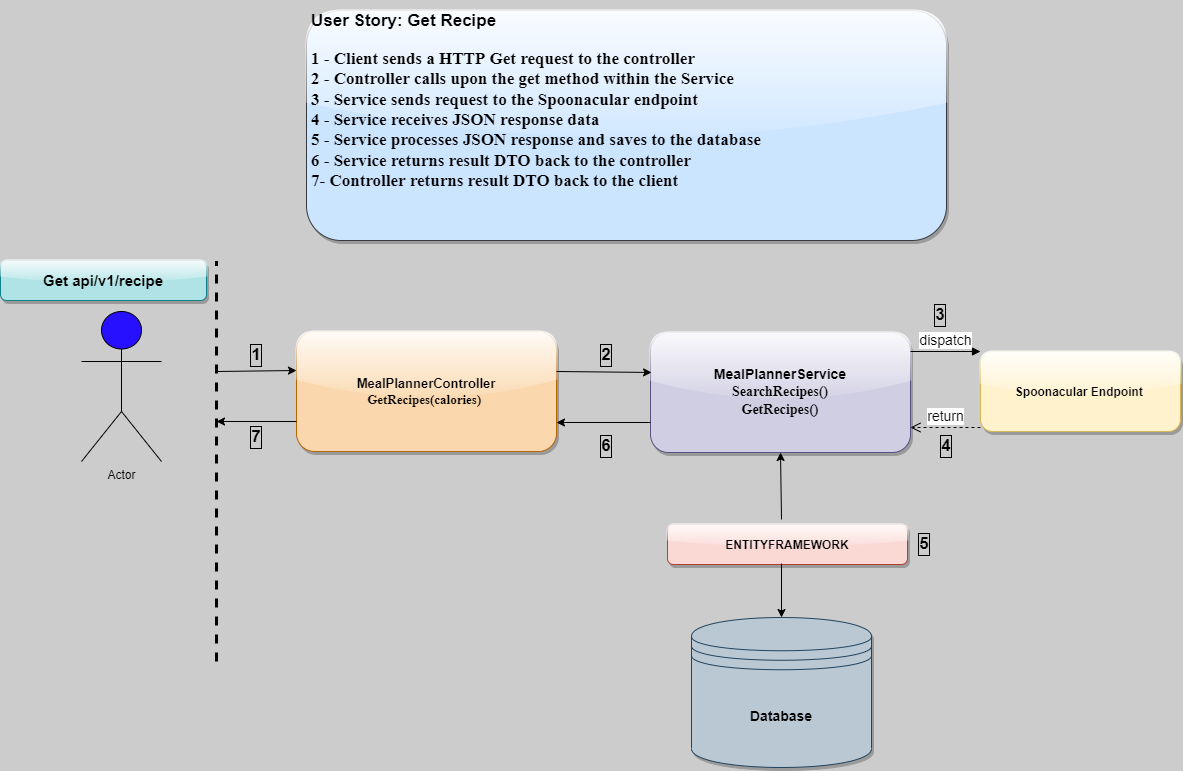 User Story: Get Recipe
1 - Client sends a HTTP Get request to the controller
2 - Controller calls upon the get method within the Service
3 - Service sends request to the Spoonacular endpoint
4 - Service receives JSON response data
5 - Service processes JSON response and saves to the database
6 - Service returns result DTO back to the controller
7- Controller returns result DTO back to the client
Get api/v1/recipe
Actor
1
7
MealPlannerController
GetRecipes(calories)
2
6
MealPlannerService
SearchRecipes()
GetRecipes()
3
dispatch
return
4
Spoonacular Endpoint
ENTITYFRAMEWORK
5
Database